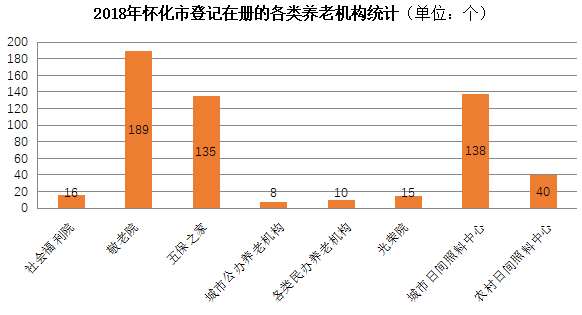 2018年怀化市登记在册的各类养老机构统计（单位：个）
200
180
160
140
120
100
80
60
40
20
0
16
189
135
8
10
15
138
40
社会福利院
敬老院
五保之家
城市公办养老机构
各类民办养老机构
光荣院
城市日间照料中心
农村日间照料中心